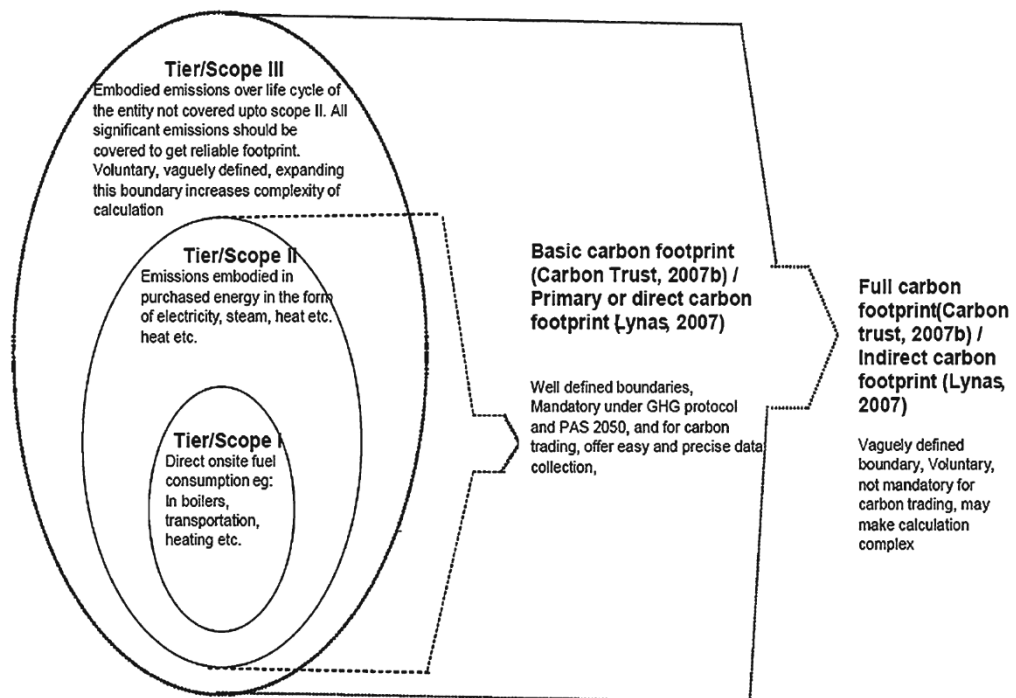 Tier/Scope III
Embodied emissions over life cycle of
the entity not covered upto scope II. All
significant emissions should be
covered to get reliable footprint.
Voluntary, vaguely defined, expanding
this boundary increases complexity of
calculation
Tier/Scope II
Emissions embodied in
purchased energy in the form
of electricity, steam, heat etc.
heat etc.
Tier/Scope I
Direct onsite fuel
consumption eg:
In boilers,
transportation,
heating etc.
Basic carbon footprint
(Carbon Trust, 2007b) /
Primary or direct carbon
footprint (Lynas, 2007)
Well defined boundaries,
Mandatory under GHG protocol
and PAS 2050, and for carbon
trading, offer easy and precise data
collection,
Full carbon
footprint(Carbon
trust, 2007b) /
Indirect carbon
footprint (Lynas,
2007)
Vaguely defined
boundary, Voluntary,
not mandatory for
carbon trading, may
make calculation
complex